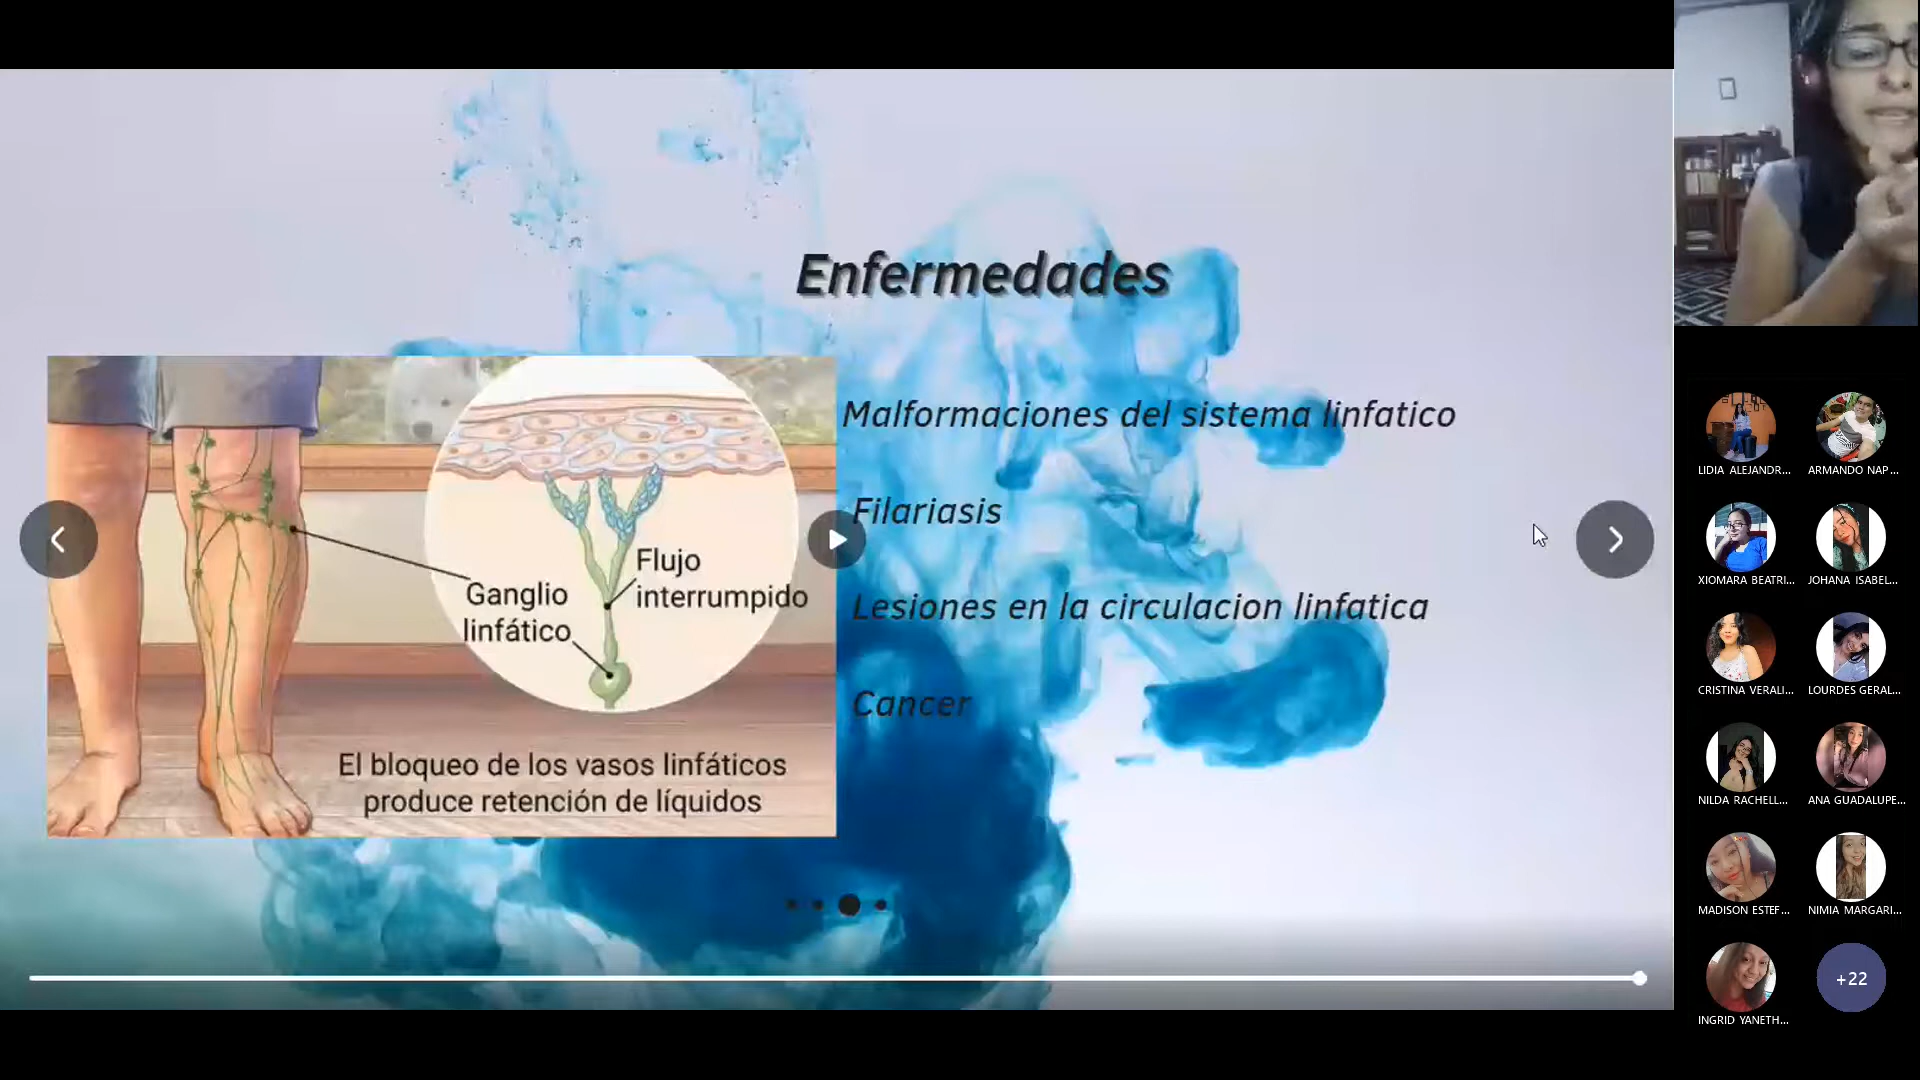 Enfermedades
Malformaciones del sistema linfatico
Filariasis
Lesiones en la circulacion linfatica
Cancer
Flujo
interrumpido
Ganglio
linfático
El bloqueo de los vasos linfáticos
produce retención de líquidos
LIDIA ALEJANDR...
ARMANDO NAP...
XIOMARA BEATRI...
JOHANA ISABEL...
CRISTINA VERALI...
LOURDES GERAL...
NILDA RACHELL...
ANA GUADALUPE...
MADISON ESTEF...
NIMIA MARGARI...
INGRID YANETH...
+22